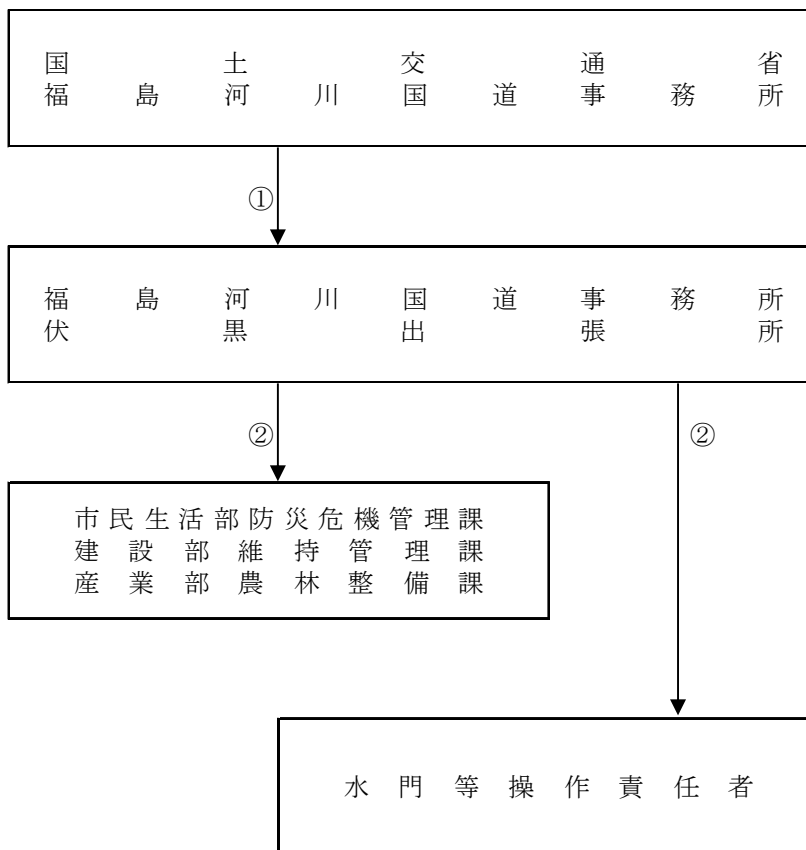 国土交通省
福島河川国道事務所
①
福島河川国道事務所
伏黒出張所
②
②
市民生活部防災危機管理課
建設部維持管理課
産業部農林整備課
水門等操作責任者